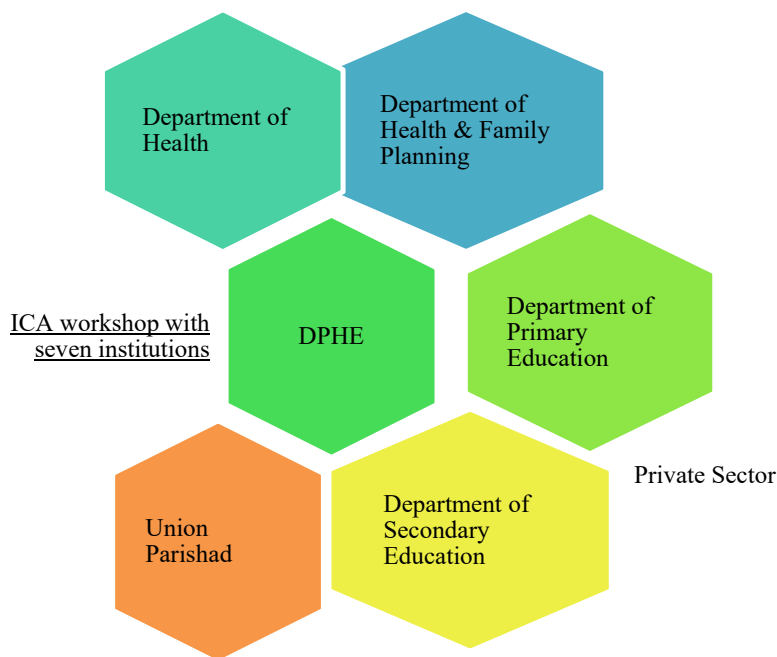 Department of
Health
Department of
Health & Family
Planning
ICA workshop with
seven institutions
DPHE
Department of
Primary
Education
Private Sector
Union
Parishad
Department of
Secondary
Education